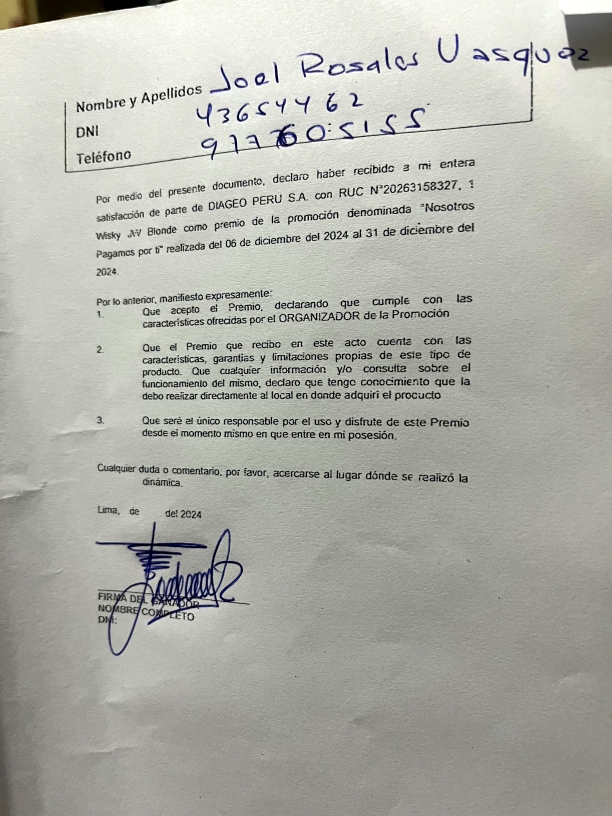 Nombre y Apellidos Joel Rosales Vasquez
DNI 43654462
Teléfono
Por medio del presente documento, declaro haber recibido a mi entera
satisfacción de parte de DIAGEO PERU S.A. con RUC N°20263158327, 1
Wisky JW Blonde como premio de la promoción denominada "Nosotros
Pagamos por ti" realizada del 06 de diciembre del 2024 al 31 de diciembre del
2024.
Por lo anterior, manifiesto expresamente:
1. Que acepto el Premio, declarando que cumple con las
características ofrecidas por el ORGANIZADOR de la Promoción
2. Que el Premio que recibo en este acto cuenta con las
características, garantías y limitaciones propias de este tipo de
producto. Que cualquier información y/o consulta sobre el
funcionamiento del mismo, declaro que tengo conocimiento que la
debo realizar directamente al local en donde adquirí el producto
3. Que seré el único responsable por el uso y disfrute de este Premio
desde el momento mismo en que entre en mi posesión.
Cualquier duda o comentario, por favor, acercarse al lugar dónde se realizó la
dinámica.
Lima, de del 2024
FIRMA DEL GANADOR
NOMBRE COMPLETO
DNI: